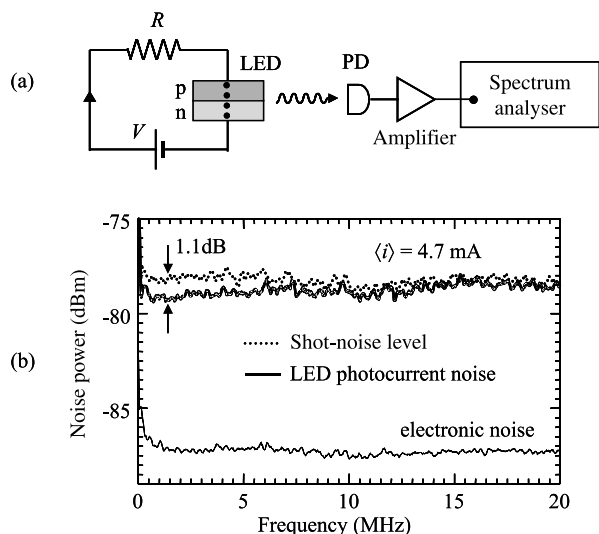 (a)
R
LED
PD
p
n
V
Amplifier
Spectrum
analyser
(b)
-75
-80
-85
Noise power (dBm)
1.1dB
⟨i⟩ = 4.7 mA
Shot-noise level
LED photocurrent noise
electronic noise
0 5 10 15 20
Frequency (MHz)